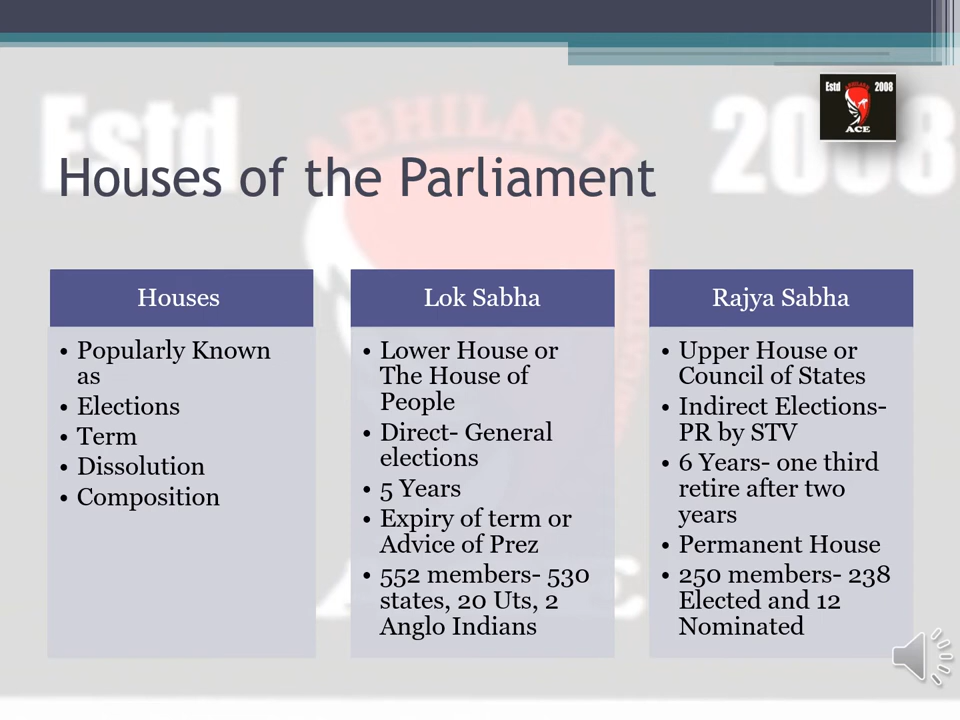 Estd 2008
ACE
Estd ABHILASH 2008
Houses of the Parliament
Houses
• Popularly Known
as
• Elections
• Term
• Dissolution
• Composition
Lok Sabha
• Lower House or
The House of
People
• Direct- General
elections
• 5 Years
• Expiry of term or
Advice of Prez
• 552 members- 530
states, 20 Uts, 2
Anglo Indians
Rajya Sabha
• Upper House or
Council of States
• Indirect Elections-
PR by STV
• 6 Years- one third
retire after two
years
• Permanent House
• 250 members- 238
Elected and 12
Nominated